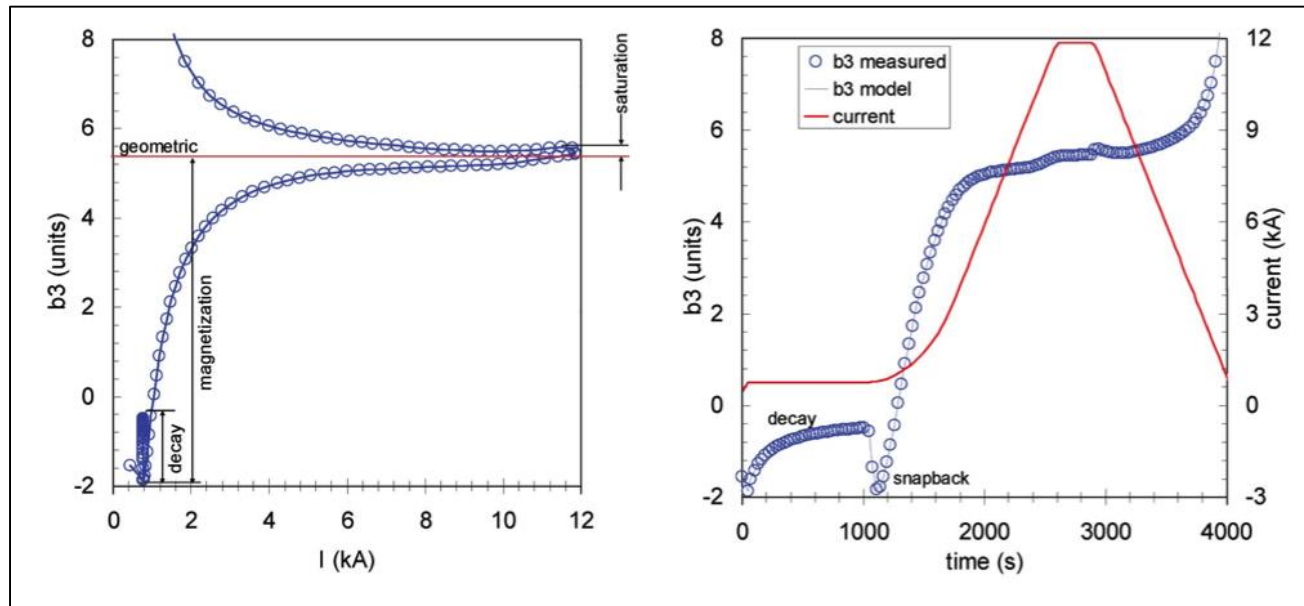 8
6
4
2
0
-2
b3 (units)
geometric
magnetization
decay
saturation
0
2
4
6
8
10
12
I (kA)
8
6
4
2
0
-2
b3 (units)
b3 measured
b3 model
current
decay
snapback
12
9
6
3
0
-3
current (kA)
0
1000
2000
3000
4000
time (s)